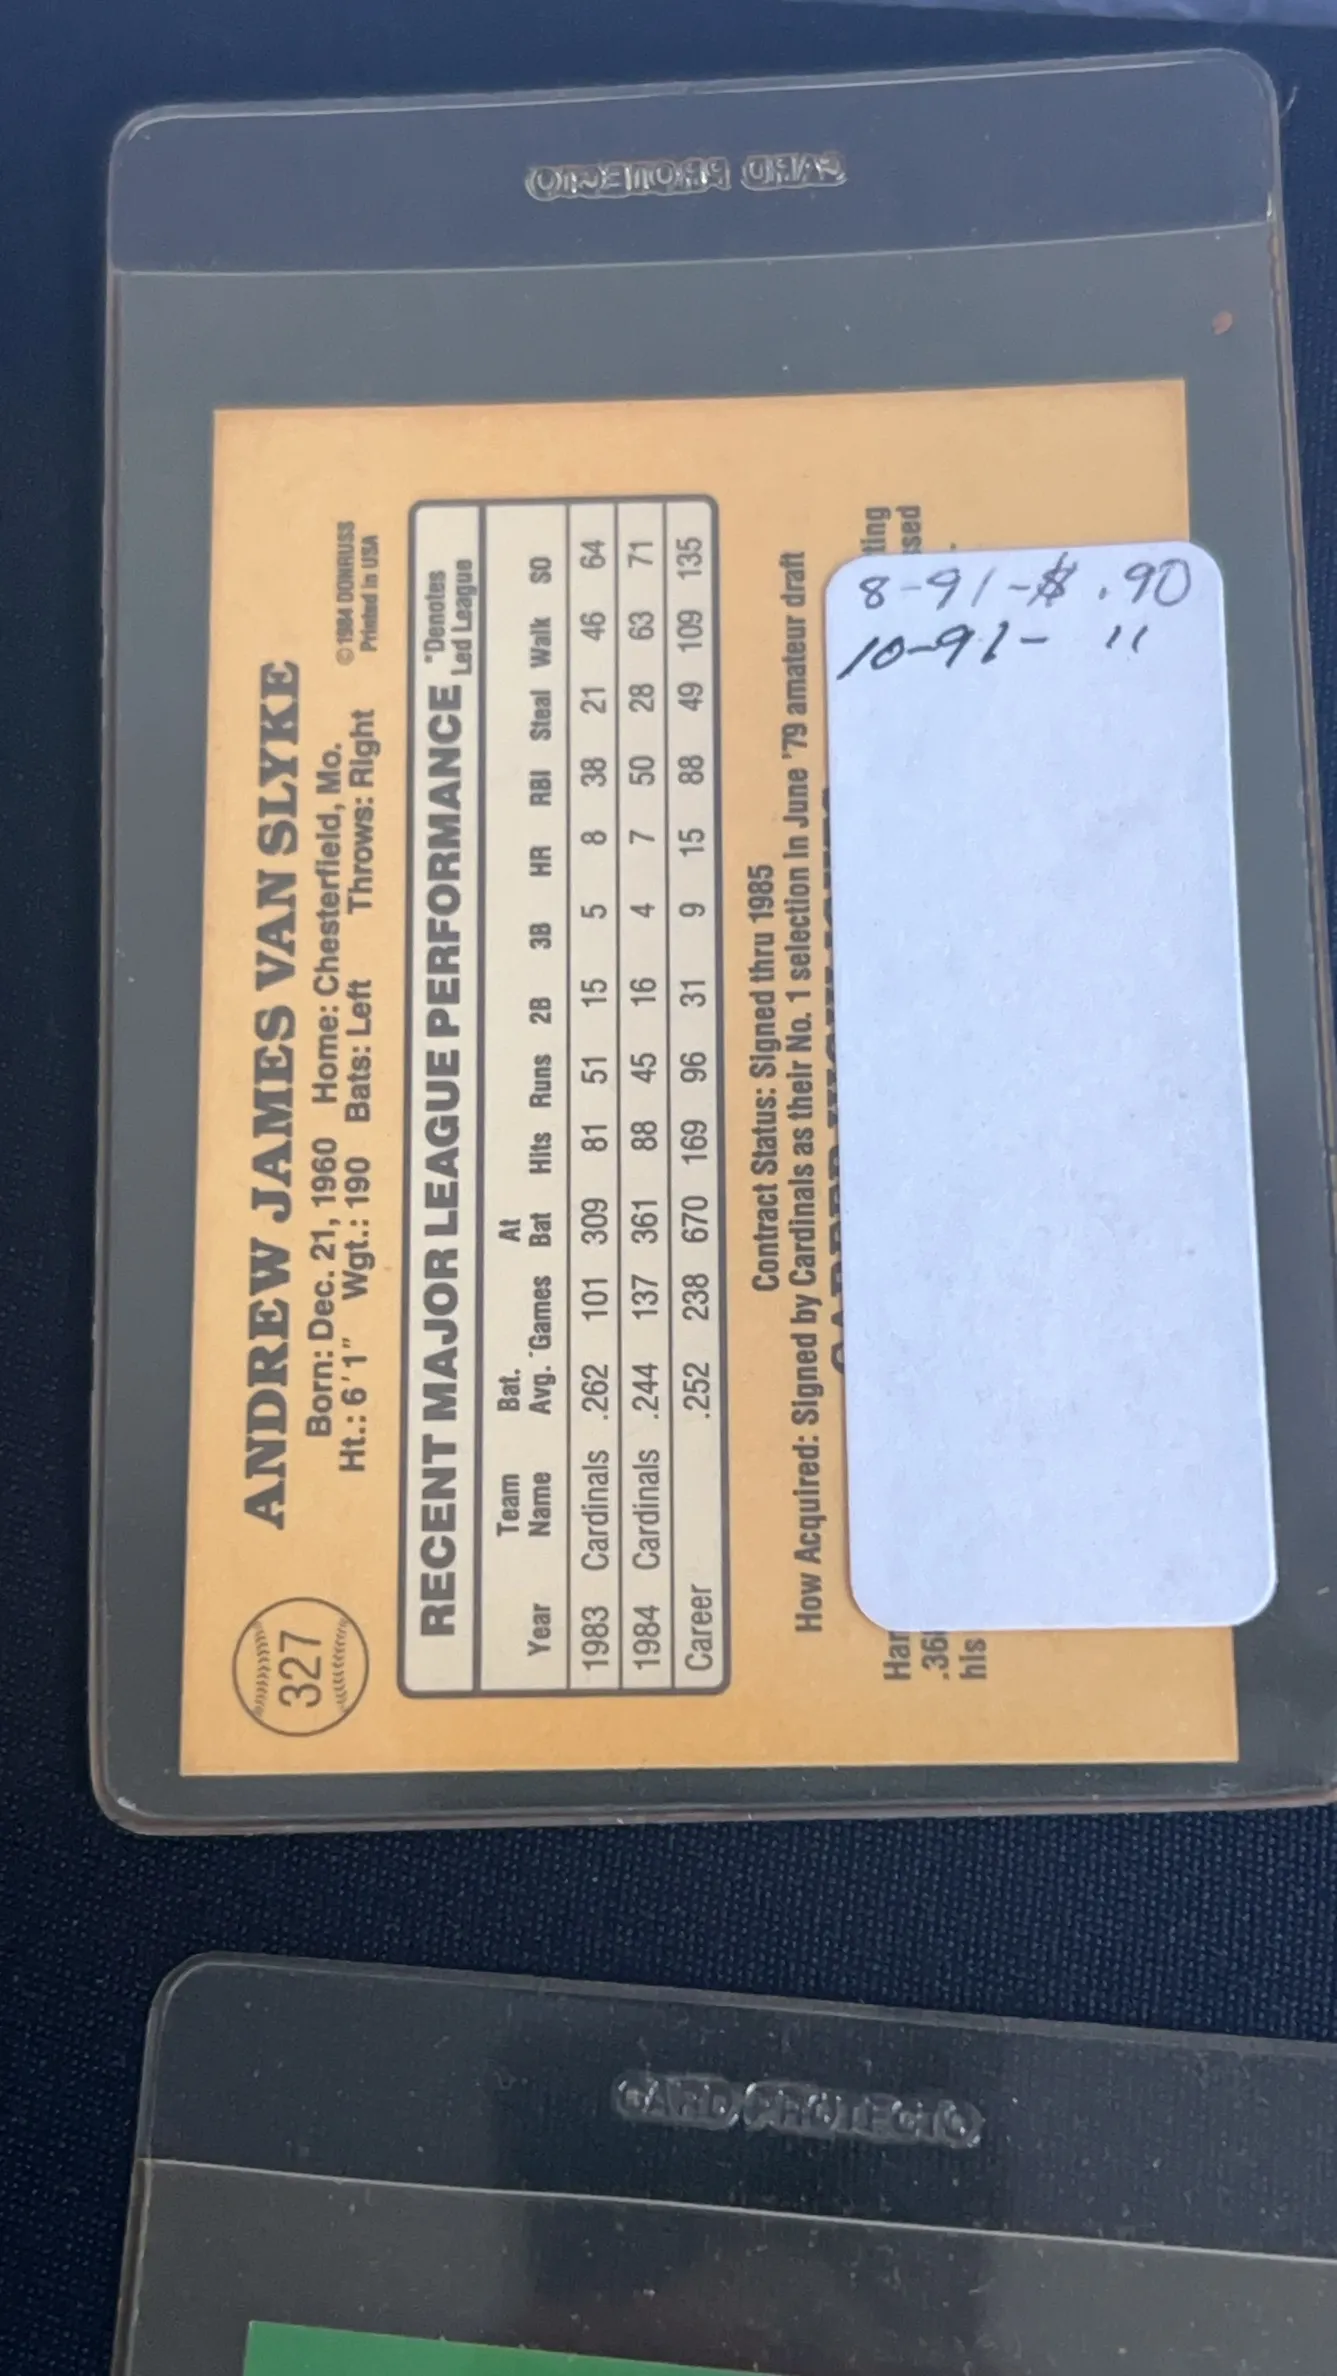 327
ANDREW JAMES VAN SLYKE
Born: Dec. 21, 1960 Home: Chesterfield, Mo.
Ht.: 6'1" Wgt.: 190 Bats: Left Throws: Right
© 1984 DONRUSS
Printed in USA
RECENT MAJOR LEAGUE PERFORMANCE *Denotes Led League
Year Team Name Bat. Avg. Games At Bat Hits Runs 2B 3B HR RBI Steal Walk SO
1983 Cardinals .262 101 309 81 51 15 5 8 38 21 46 64
1984 Cardinals .244 137 361 88 45 16 4 7 50 28 63 71
Career .252 238 670 169 96 31 9 15 88 49 109 135
Contract Status: Signed thru 1985
How Acquired: Signed by Cardinals as their No. 1 selection in June '79 amateur draft
Har ting
.36 ssed
his .
8-91-$ .90
10-91- "
CARD PROTECTO
CARD PROTECTO